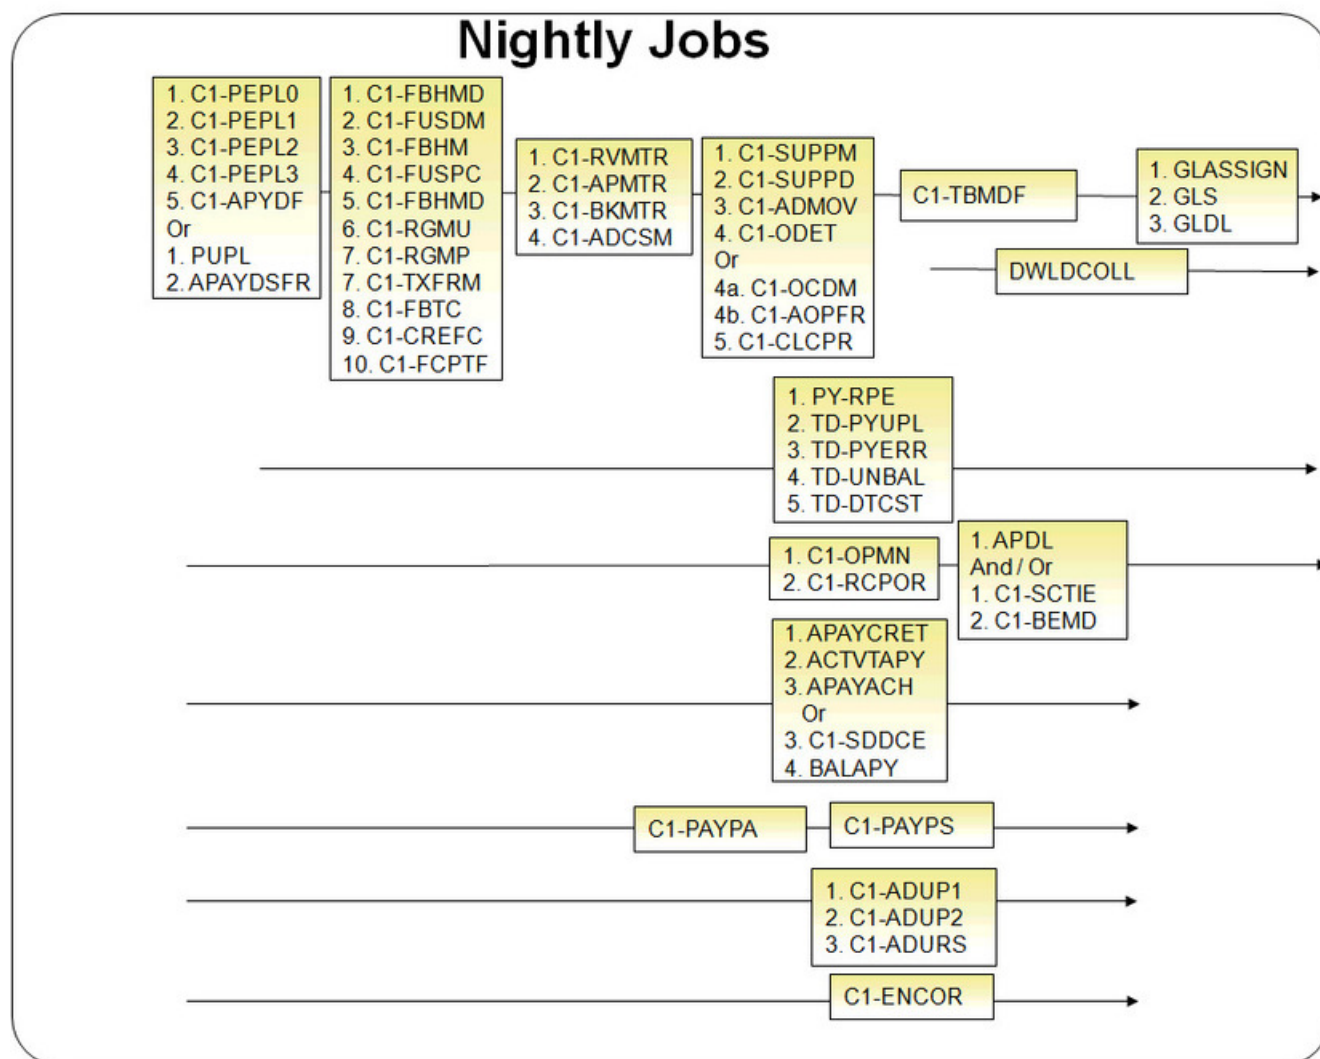 Nightly Jobs
1. C1-PEPL0
2. C1-PEPL1
3. C1-PEPL2
4. C1-PEPL3
5. C1-APYDF
Or
1. PUPL
2. APAYDSFR
1. C1-FBHMD
2. C1-FUSDM
3. C1-FBHM
4. C1-FUSPC
5. C1-FBHMD
6. C1-RGMU
7. C1-RGMP
7. C1-TXFRM
8. C1-FBTC
9. C1-CREFC
10. C1-FCPTF
1. C1-RVMTR
2. C1-APMTR
3. C1-BKMTR
4. C1-ADCSM
1. C1-SUPPM
2. C1-SUPPD
3. C1-ADMOV
4. C1-ODET
Or
4a. C1-OCDM
4b. C1-AOPFR
5. C1-CLCPR
C1-TBMDF
1. GLASSIGN
2. GLS
3. GLDL
DWLDCOLL
1. PY-RPE
2. TD-PYUPL
3. TD-PYERR
4. TD-UNBAL
5. TD-DTCST
1. C1-OPMN
2. C1-RCPOR
1. APDL
And / Or
1. C1-SCTIE
2. C1-BEMD
1. APAYCRET
2. ACTVTAPY
3. APAYACH
Or
3. C1-SDDCE
4. BALAPY
C1-PAYPA
C1-PAYPS
1. C1-ADUP1
2. C1-ADUP2
3. C1-ADURS
C1-ENCOR